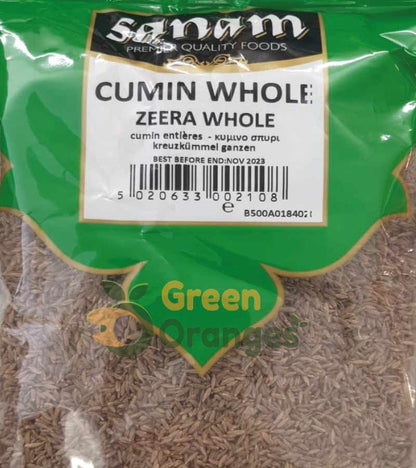 sanam
PREMIER QUALITY FOODS
CUMIN WHOLE
ZEERA WHOLE
cumin entières - κυμινο σπυρι
kreuzkümmel ganzen
BEST BEFORE END:NOV 2023
5 020633 002108
e
B500A018402
Green
Oranges